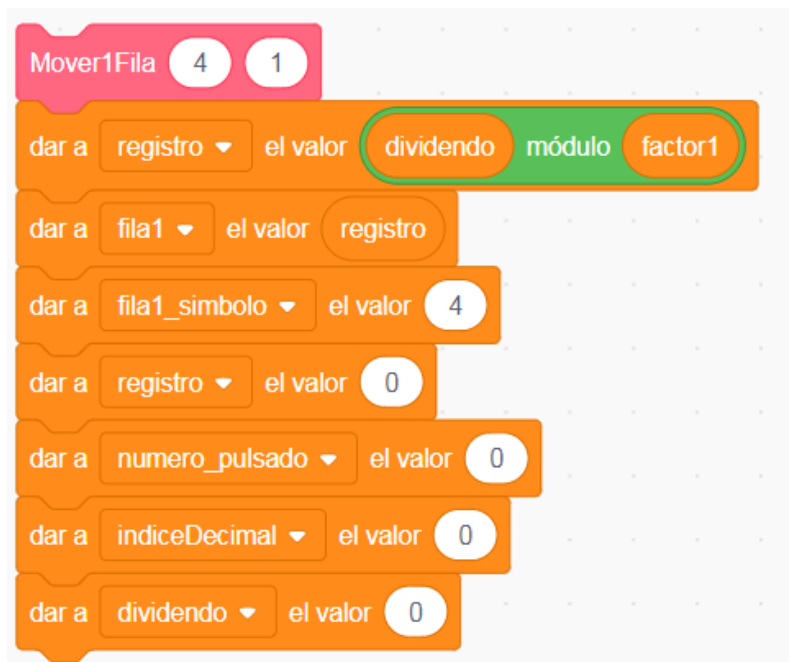 Mover1Fila 4 1
dar a registro el valor dividendo módulo factor1
dar a fila1 el valor registro
dar a fila1_simbolo el valor 4
dar a registro el valor 0
dar a numero_pulsado el valor 0
dar a indiceDecimal el valor 0
dar a dividendo el valor 0